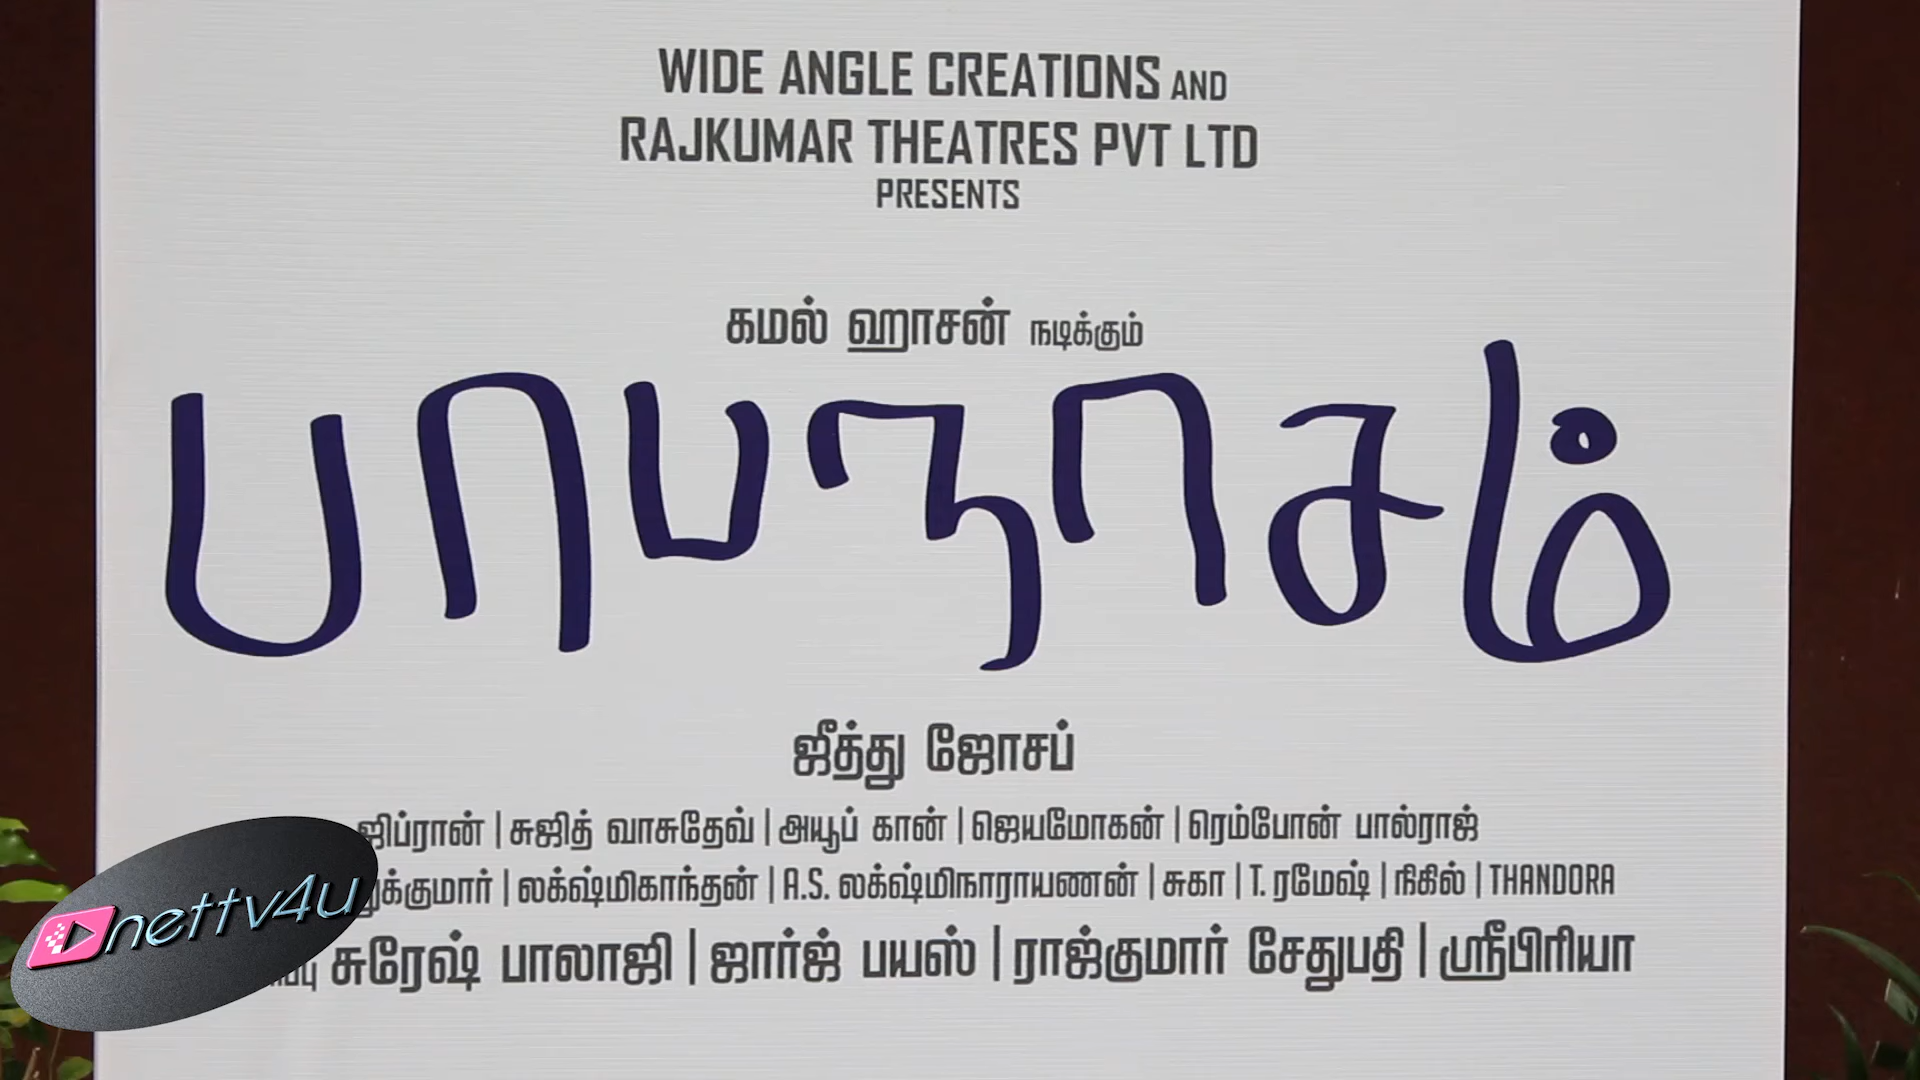 WIDE ANGLE CREATIONS AND
RAJKUMAR THEATRES PVT LTD
PRESENTS
கமல் ஹாசன் நடிக்கும்
பாபநாசம்
ஜீத்து ஜோசப்
ஜிப்ரான் | சுஜித் வாசுதேவ் | அயூப் கான் | ஜெயமோகன் | ரெம்போன் பால்ராஜ்
லக்ஷ்மிகாந்தன் | A.S. லக்ஷ்மிநாராயணன் | சுகா | T. ரமேஷ் | நிகில் | THANDORA
சுரேஷ் பாலாஜி | ஜார்ஜ் பயஸ் | ராஜ்குமார் சேதுபதி | ஸ்ரீபிரியா
nettv4u